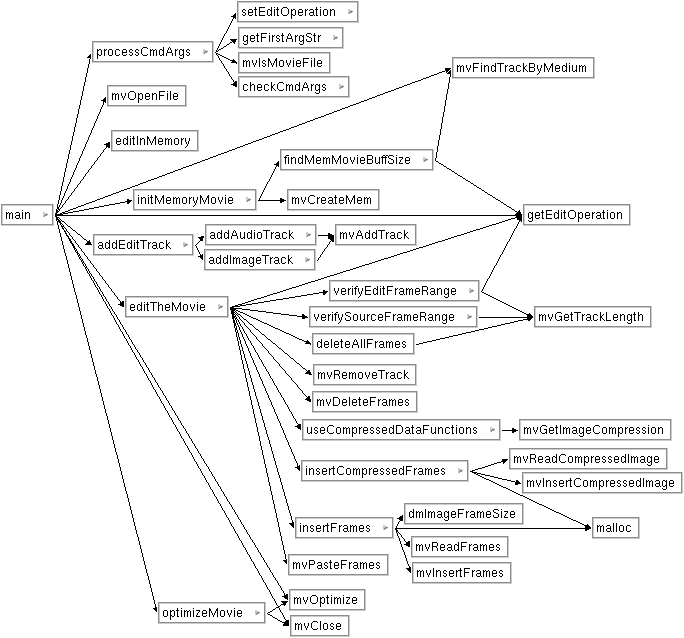 setEditOperation
getFirstArgStr
processCmdArgs
mvIsMovieFile
mvFindTrackByMedium
checkCmdArgs
mvOpenFile
editInMemory
findMemMovieBuffSize
initMemoryMovie
mvCreateMem
main
getEditOperation
addAudioTrack
mvAddTrack
addEditTrack
addImageTrack
verifyEditFrameRange
editTheMovie
verifySourceFrameRange
mvGetTrackLength
deleteAllFrames
mvRemoveTrack
mvDeleteFrames
useCompressedDataFunctions
mvGetImageCompression
mvReadCompressedImage
insertCompressedFrames
mvInsertCompressedImage
dmImageFrameSize
insertFrames
malloc
mvReadFrames
mvPasteFrames
mvInsertFrames
mvOptimize
optimizeMovie
mvClose